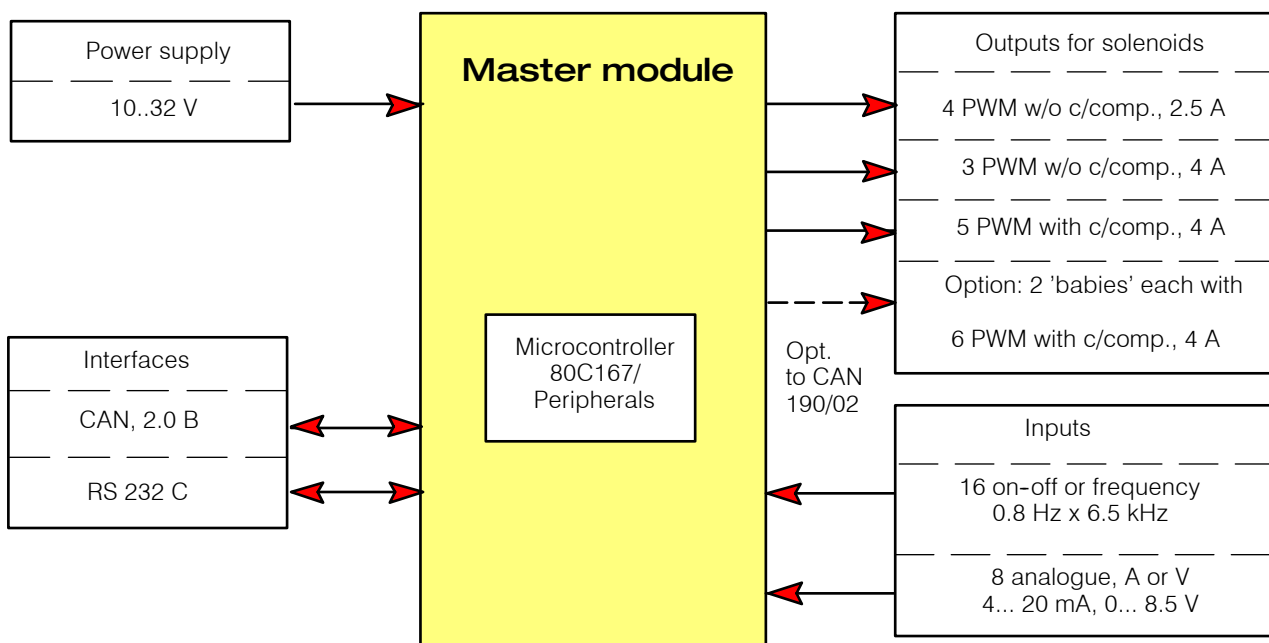 Power supply
10..32 V
Master module
Outputs for solenoids
4 PWM w/o c/comp., 2.5 A
3 PWM w/o c/comp., 4 A
5 PWM with c/comp., 4 A
Option: 2 ’babies’ each with
6 PWM with c/comp., 4 A
Interfaces
CAN, 2.0 B
RS 232 C
Microcontroller
80C167/
Peripherals
Opt.
to CAN
190/02
Inputs
16 on-off or frequency
0.8 Hz x 6.5 kHz
8 analogue, A or V
4... 20 mA, 0... 8.5 V